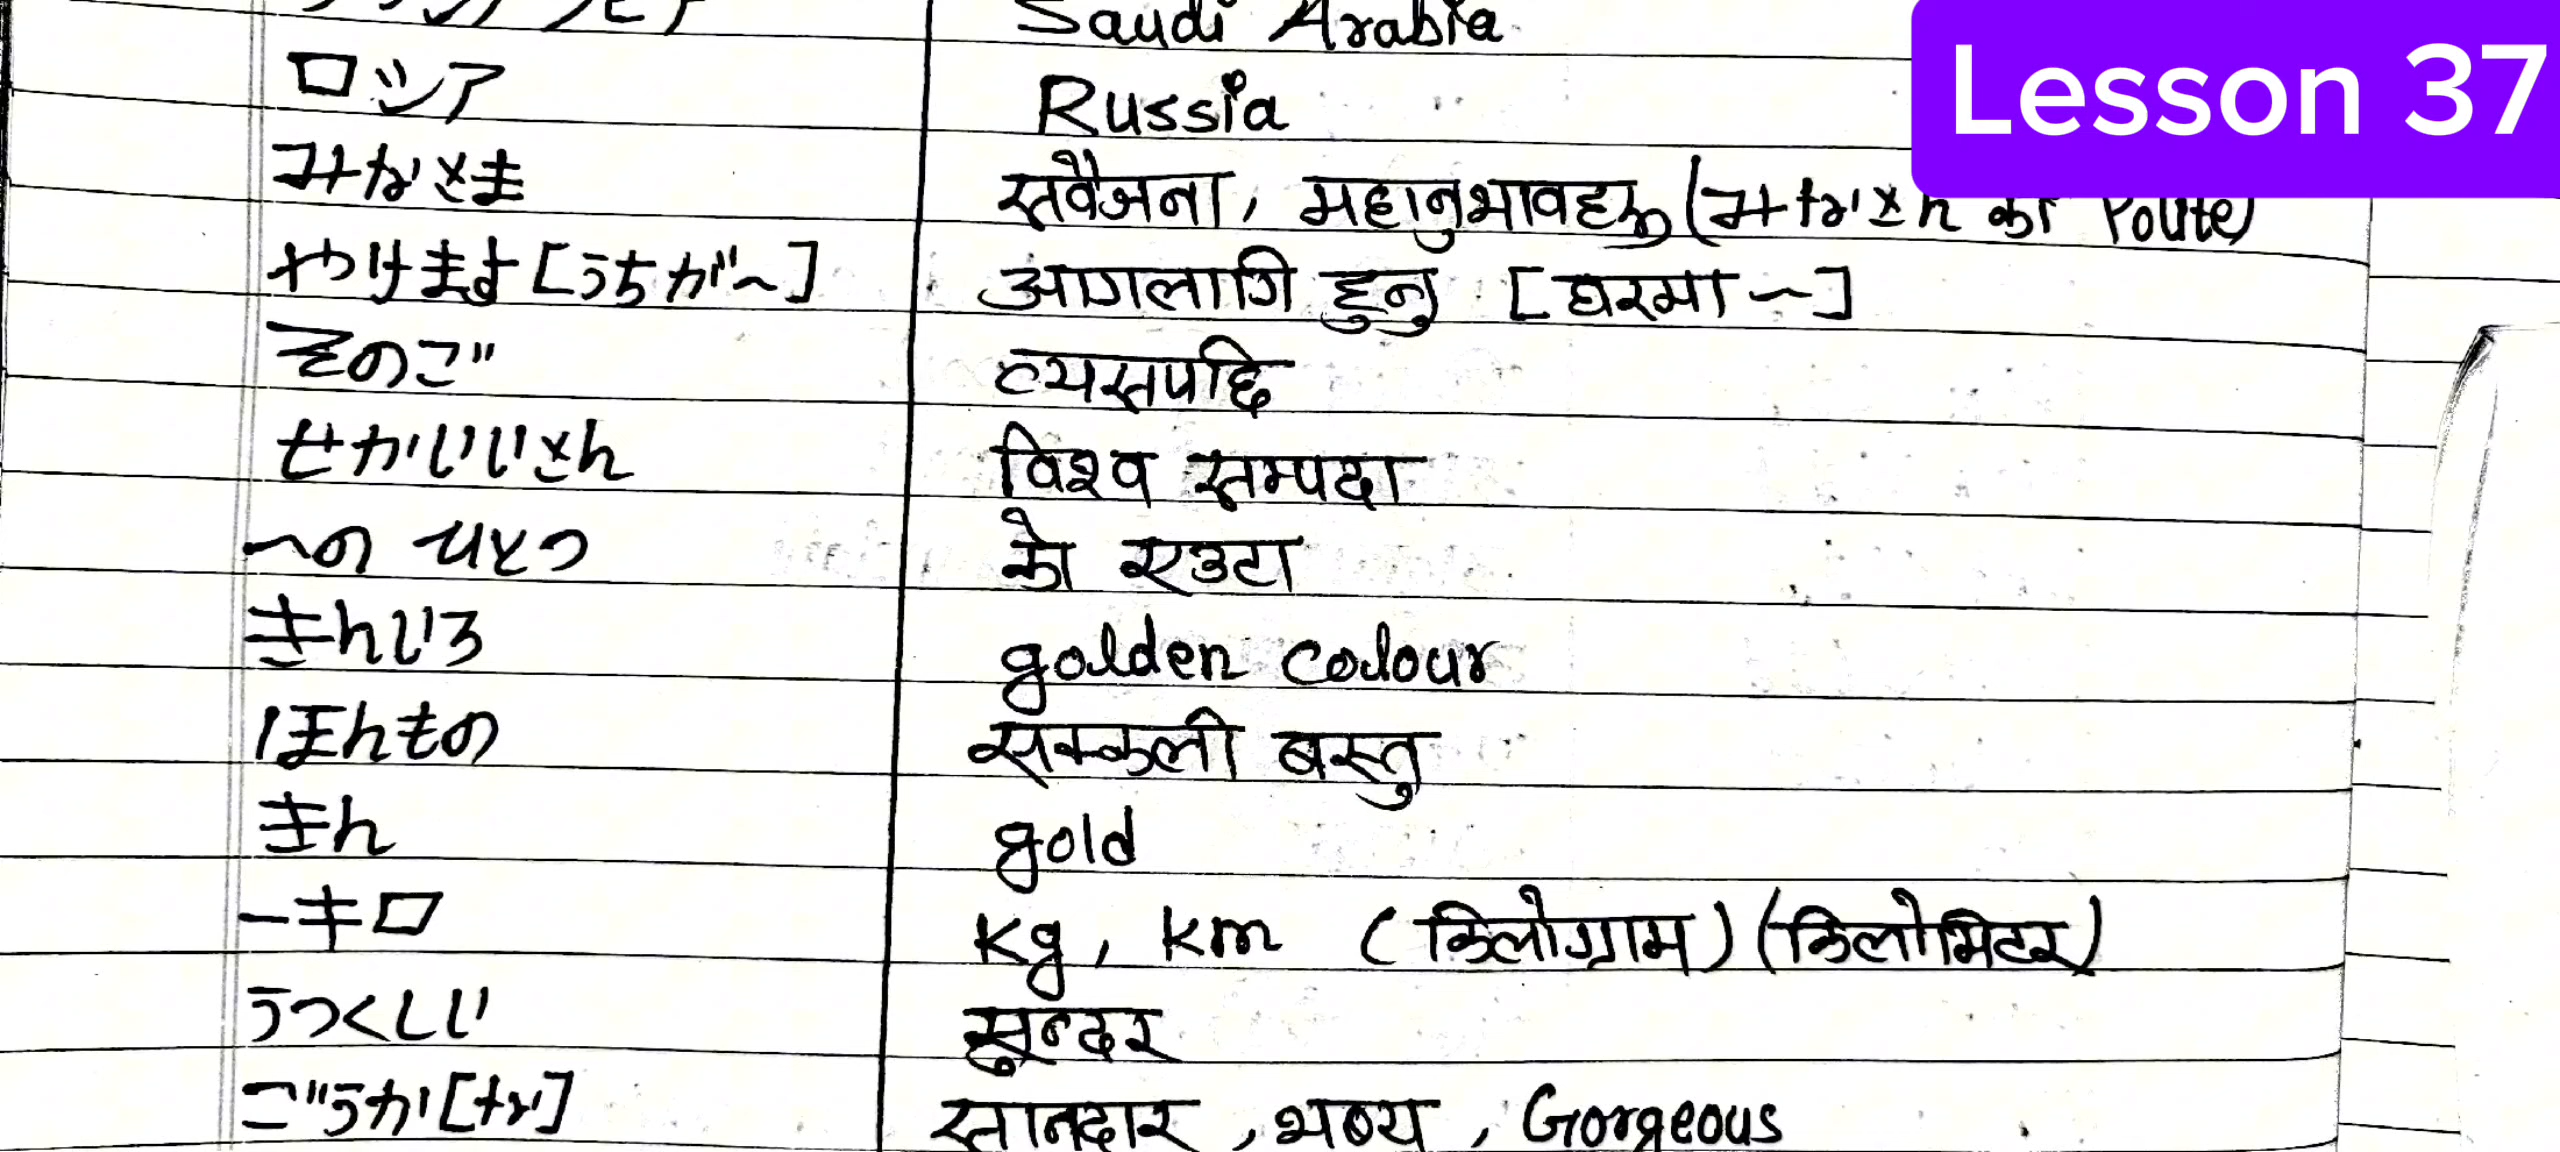 Saudi Arabia
Lesson 37
ロシア Russia
みなさま सवैजना, महानुभावहरू (みなさん को Polite)
やけます [うちが〜] आगलागि हुनु [घरमा ~]
そのご त्यसपछि
せかいいさん विश्व सम्पदा
〜の ひとつ को एउटा
きんいろ golden colour
ほんもの सक्कली बस्तु
きん gold
ーキロ kg, km (किलोग्राम) (किलोमिटर)
うつくしい सुन्दर
ごうか [な] सानदार, भव्य, Gorgeous